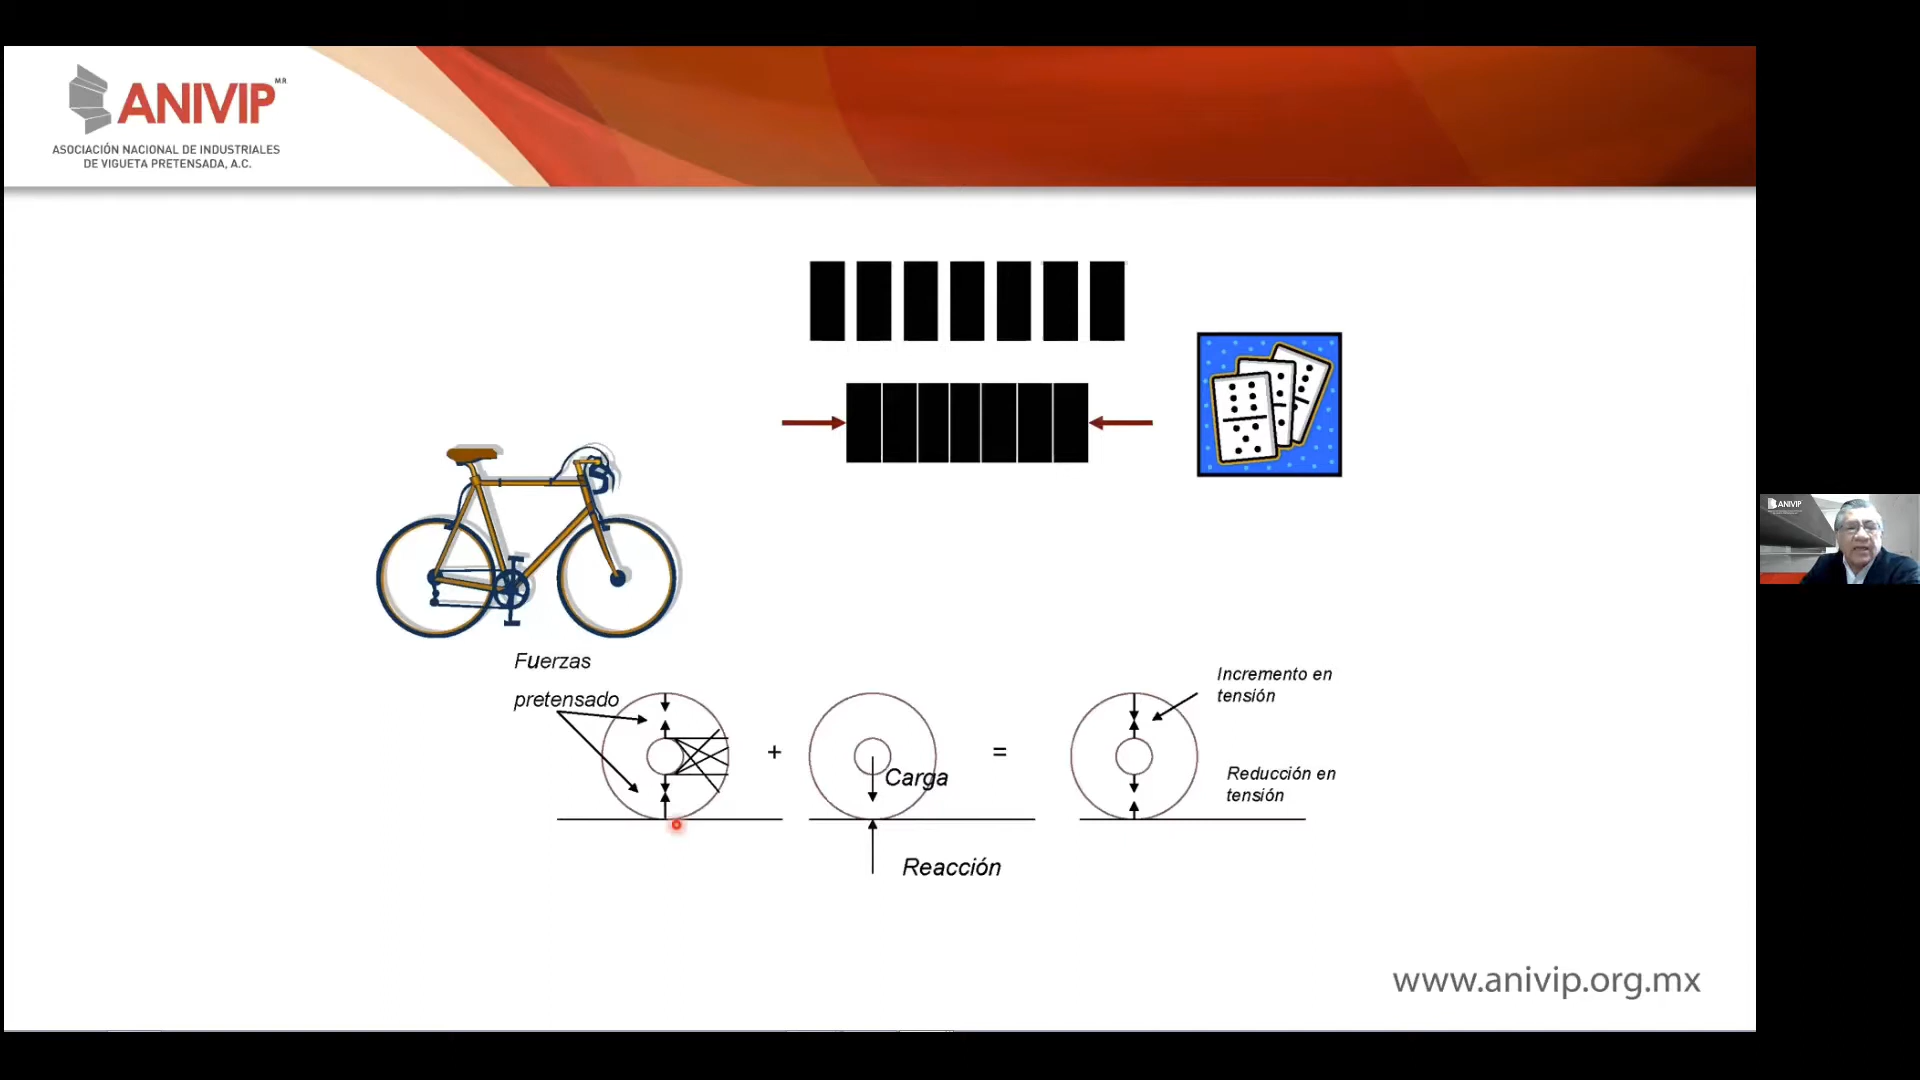 ANIVIP MR
ASOCIACIÓN NACIONAL DE INDUSTRIALES
DE VIGUETA PRETENSADA, A.C.
Fuerzas
pretensado
+
Carga
Reacción
=
Incremento en
tensión
Reducción en
tensión
www.anivip.org.mx
ANIVIP